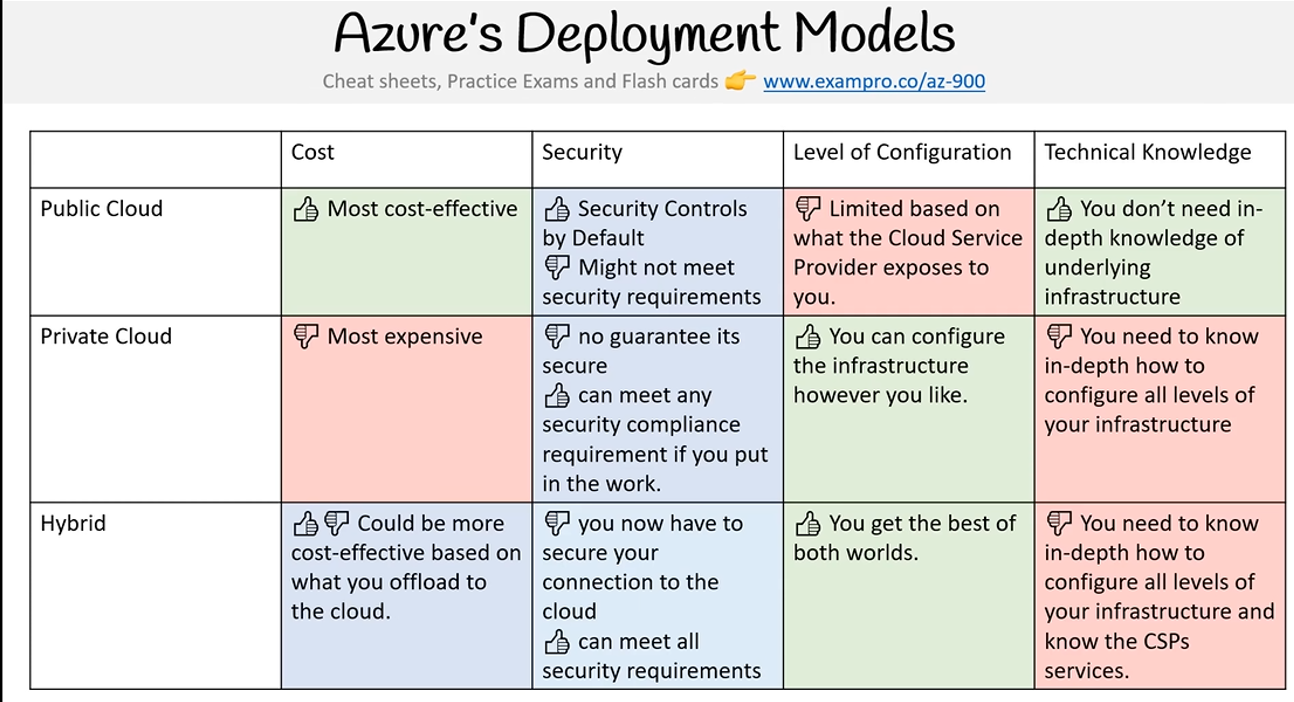 Azure's Deployment Models
Cheat sheets, Practice Exams and Flash cards 👉 www.exampro.co/az-900
Cost
Security
Level of Configuration
Technical Knowledge
Public Cloud
👍 Most cost-effective
👍 Security Controls
by Default
👎 Might not meet
security requirements
👎 Limited based on
what the Cloud Service
Provider exposes to
you.
👍 You don’t need in-
depth knowledge of
underlying
infrastructure
Private Cloud
👎 Most expensive
👎 no guarantee its
secure
👍 can meet any
security compliance
requirement if you put
in the work.
👍 You can configure
the infrastructure
however you like.
👎 You need to know
in-depth how to
configure all levels of
your infrastructure
Hybrid
👍👎 Could be more
cost-effective based on
what you offload to
the cloud.
👎 you now have to
secure your
connection to the
cloud
👍 can meet all
security requirements
👍 You get the best of
both worlds.
👎 You need to know
in-depth how to
configure all levels of
your infrastructure and
know the CSPs
services.